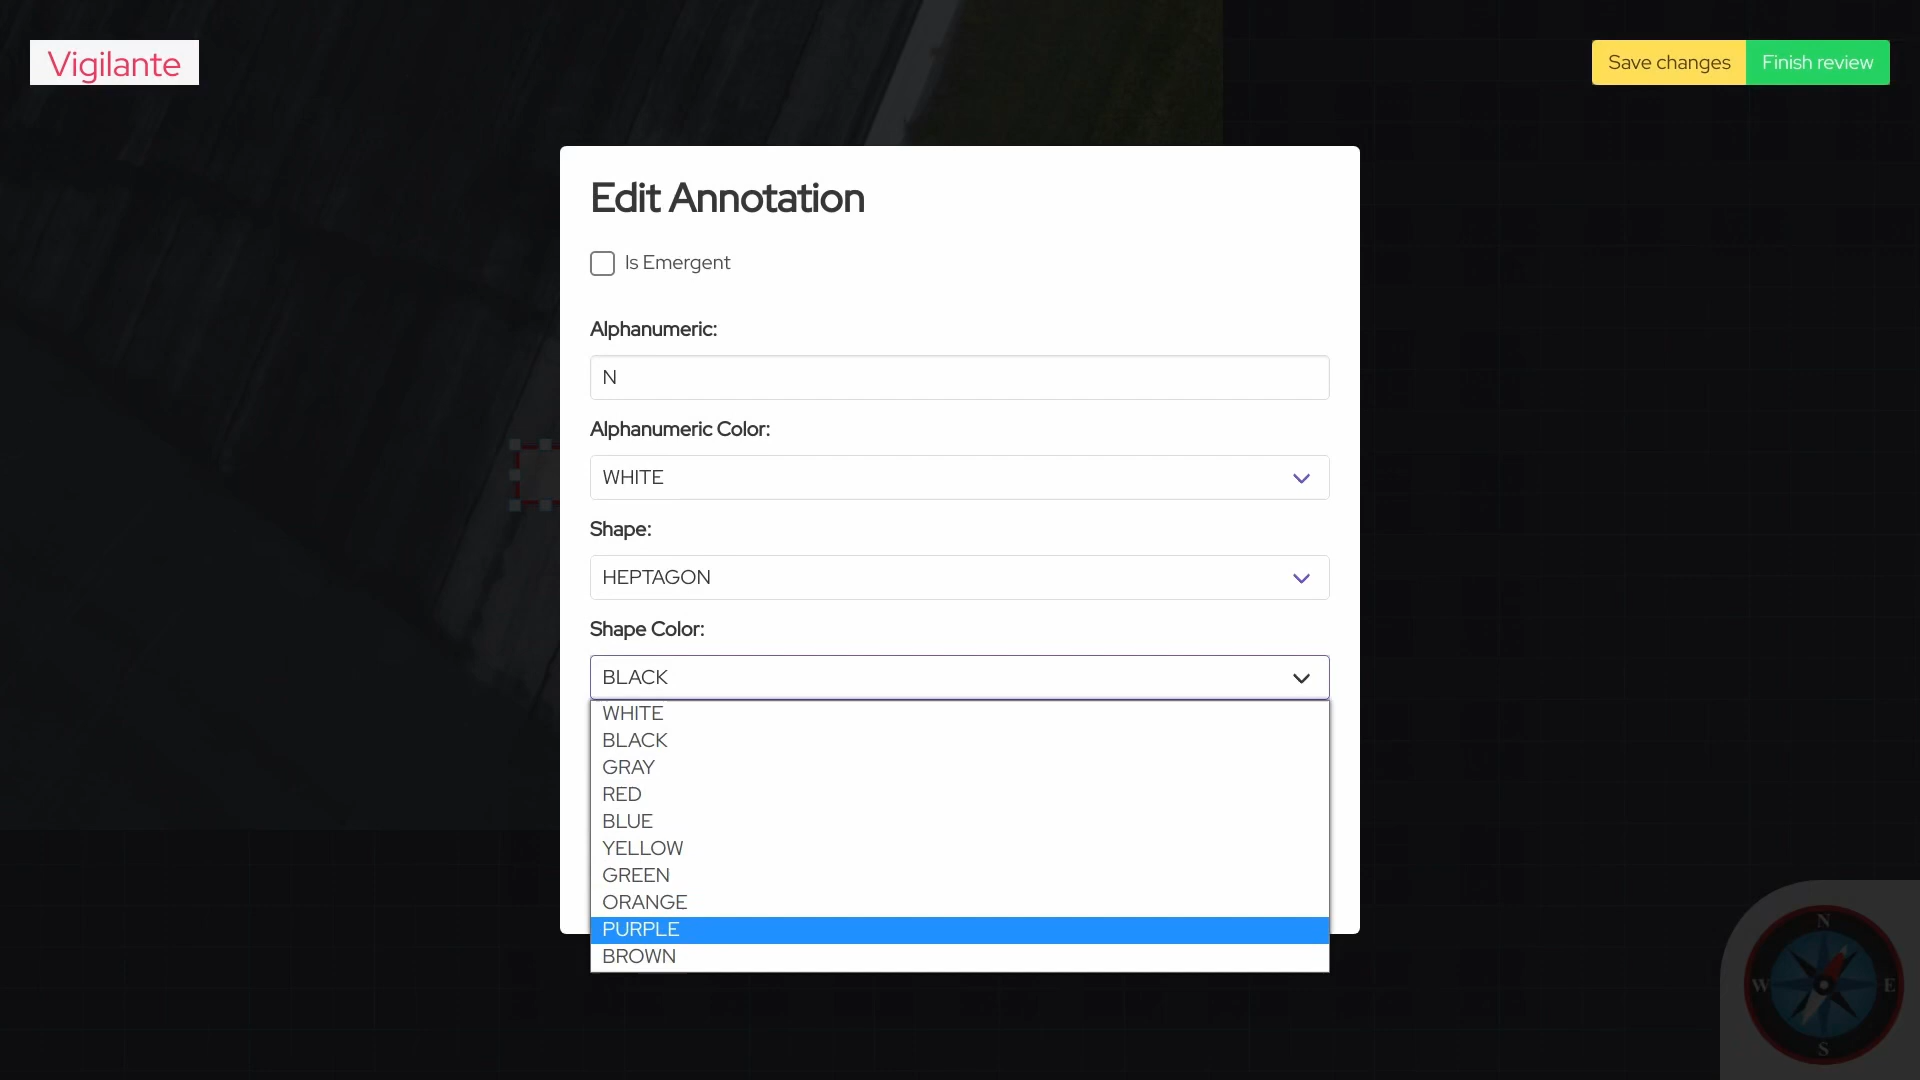 Vigilante
Save changes
Finish review
Edit Annotation
Is Emergent
Alphanumeric:
N
Alphanumeric Color:
WHITE
Shape:
HEPTAGON
Shape Color:
BLACK
WHITE
BLACK
GRAY
RED
BLUE
YELLOW
GREEN
ORANGE
PURPLE
BROWN
N
W
E
S